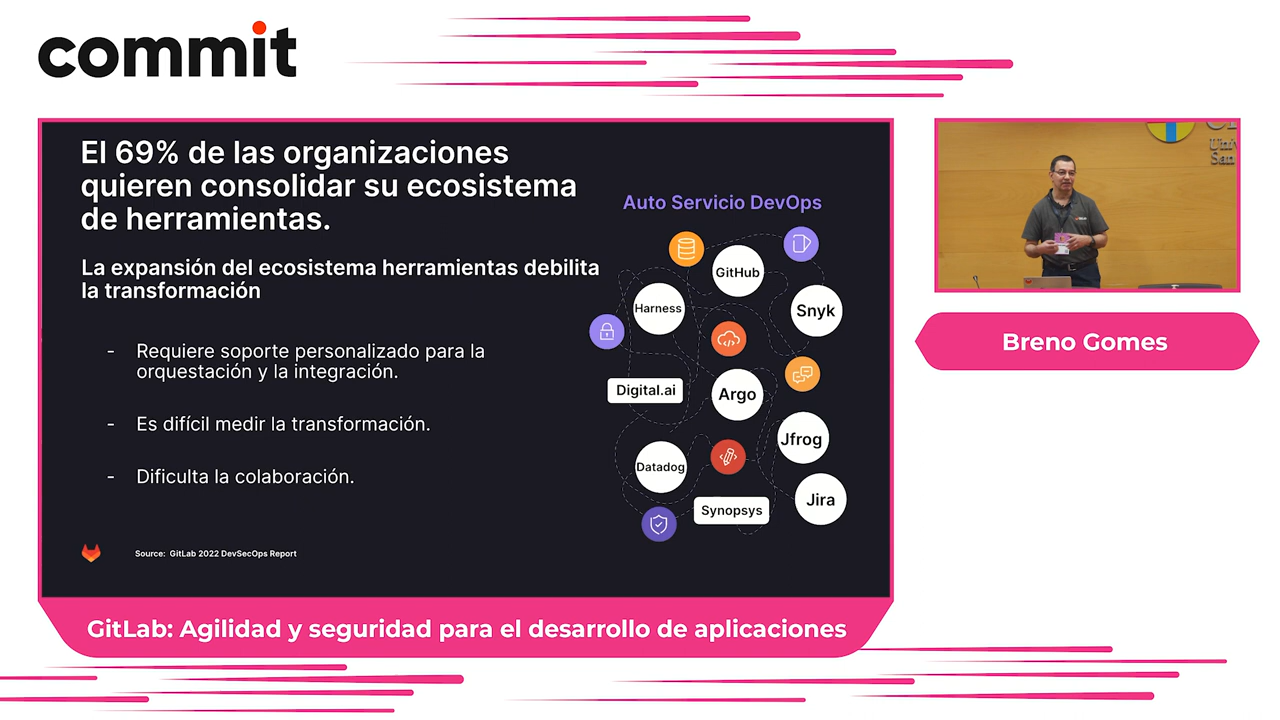 commit
El 69% de las organizaciones
quieren consolidar su ecosistema
de herramientas.
La expansión del ecosistema herramientas debilita
la transformación
- Requiere soporte personalizado para la
orquestación y la integración.
- Es difícil medir la transformación.
- Dificulta la colaboración.
Source: GitLab 2022 DevSecOps Report
Auto Servicio DevOps
GitHub
Harness
Snyk
Digital.ai
Argo
Jfrog
Datadog
Jira
Synopsys
Breno Gomes
GitLab: Agilidad y seguridad para el desarrollo de aplicaciones